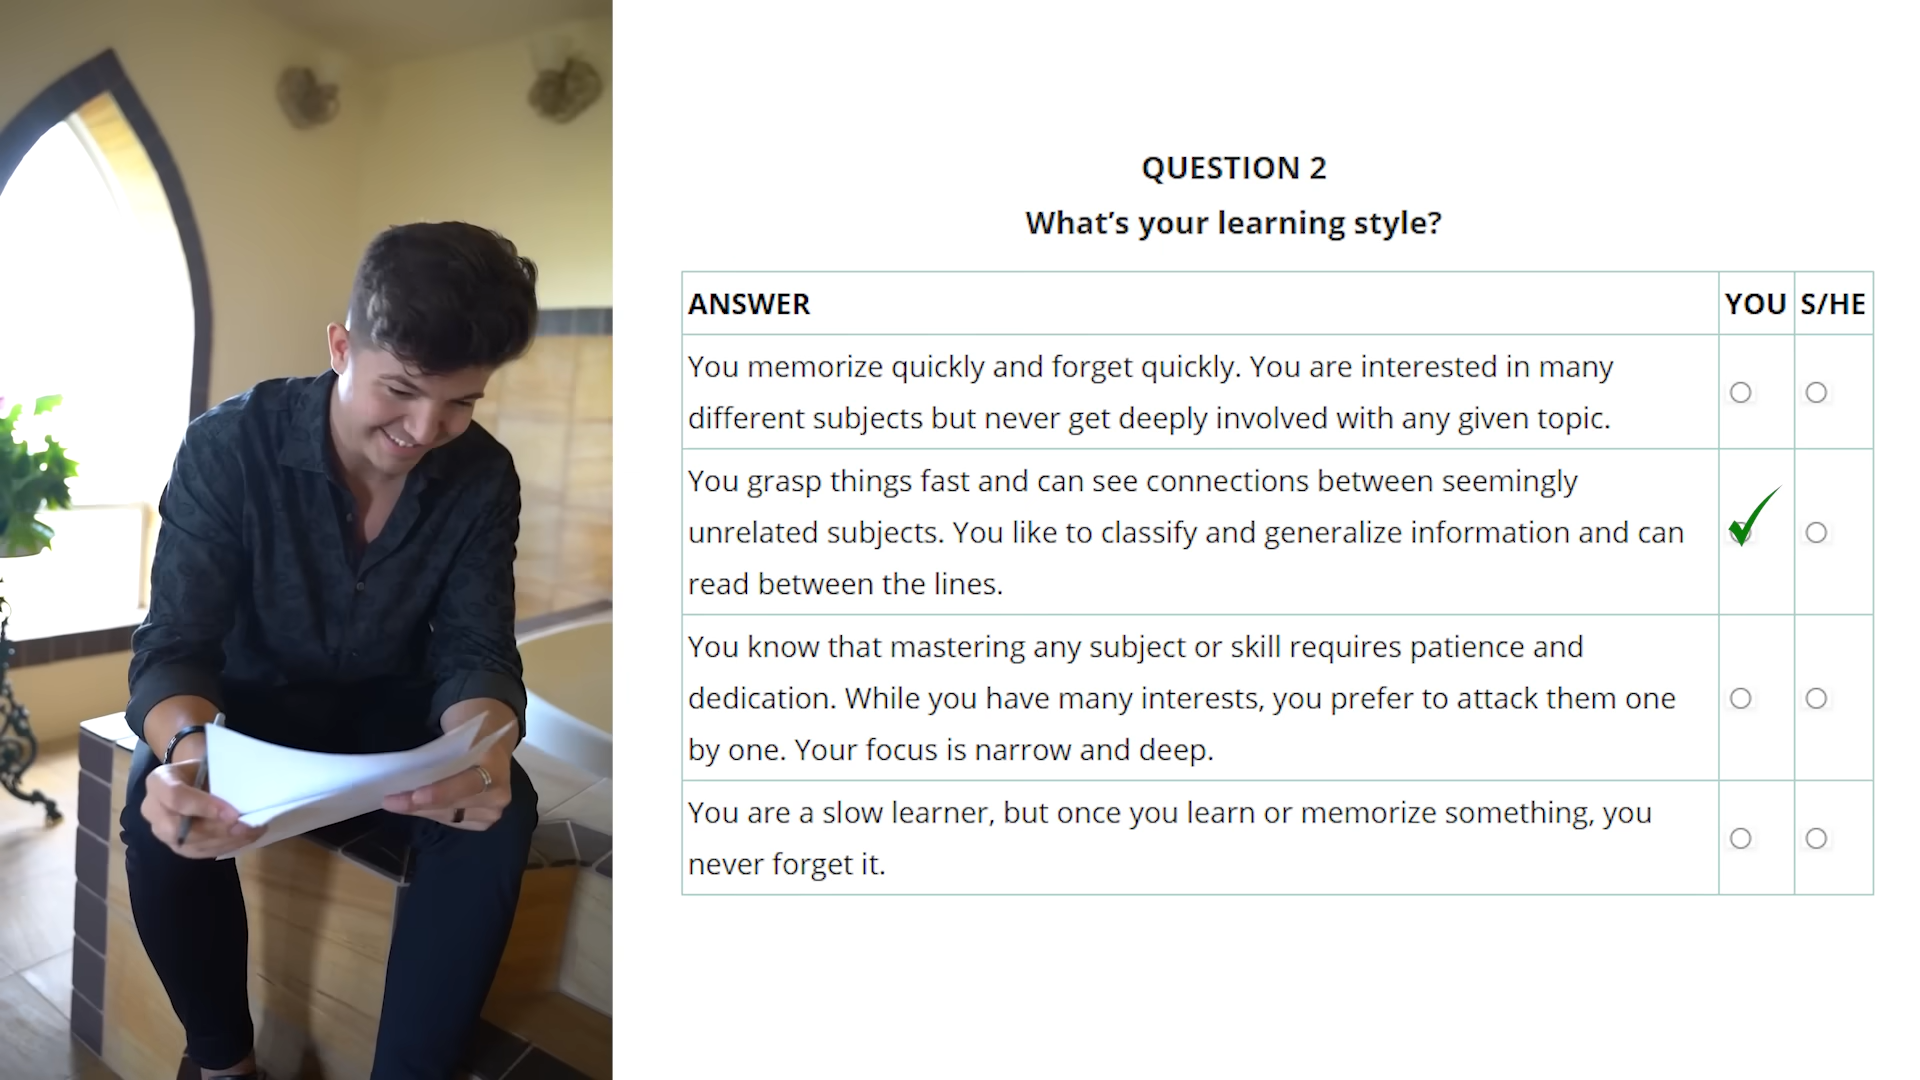 QUESTION 2
What’s your learning style?
ANSWER YOU S/HE
You memorize quickly and forget quickly. You are interested in many
different subjects but never get deeply involved with any given topic.
You grasp things fast and can see connections between seemingly
unrelated subjects. You like to classify and generalize information and can
read between the lines.
You know that mastering any subject or skill requires patience and
dedication. While you have many interests, you prefer to attack them one
by one. Your focus is narrow and deep.
You are a slow learner, but once you learn or memorize something, you
never forget it.